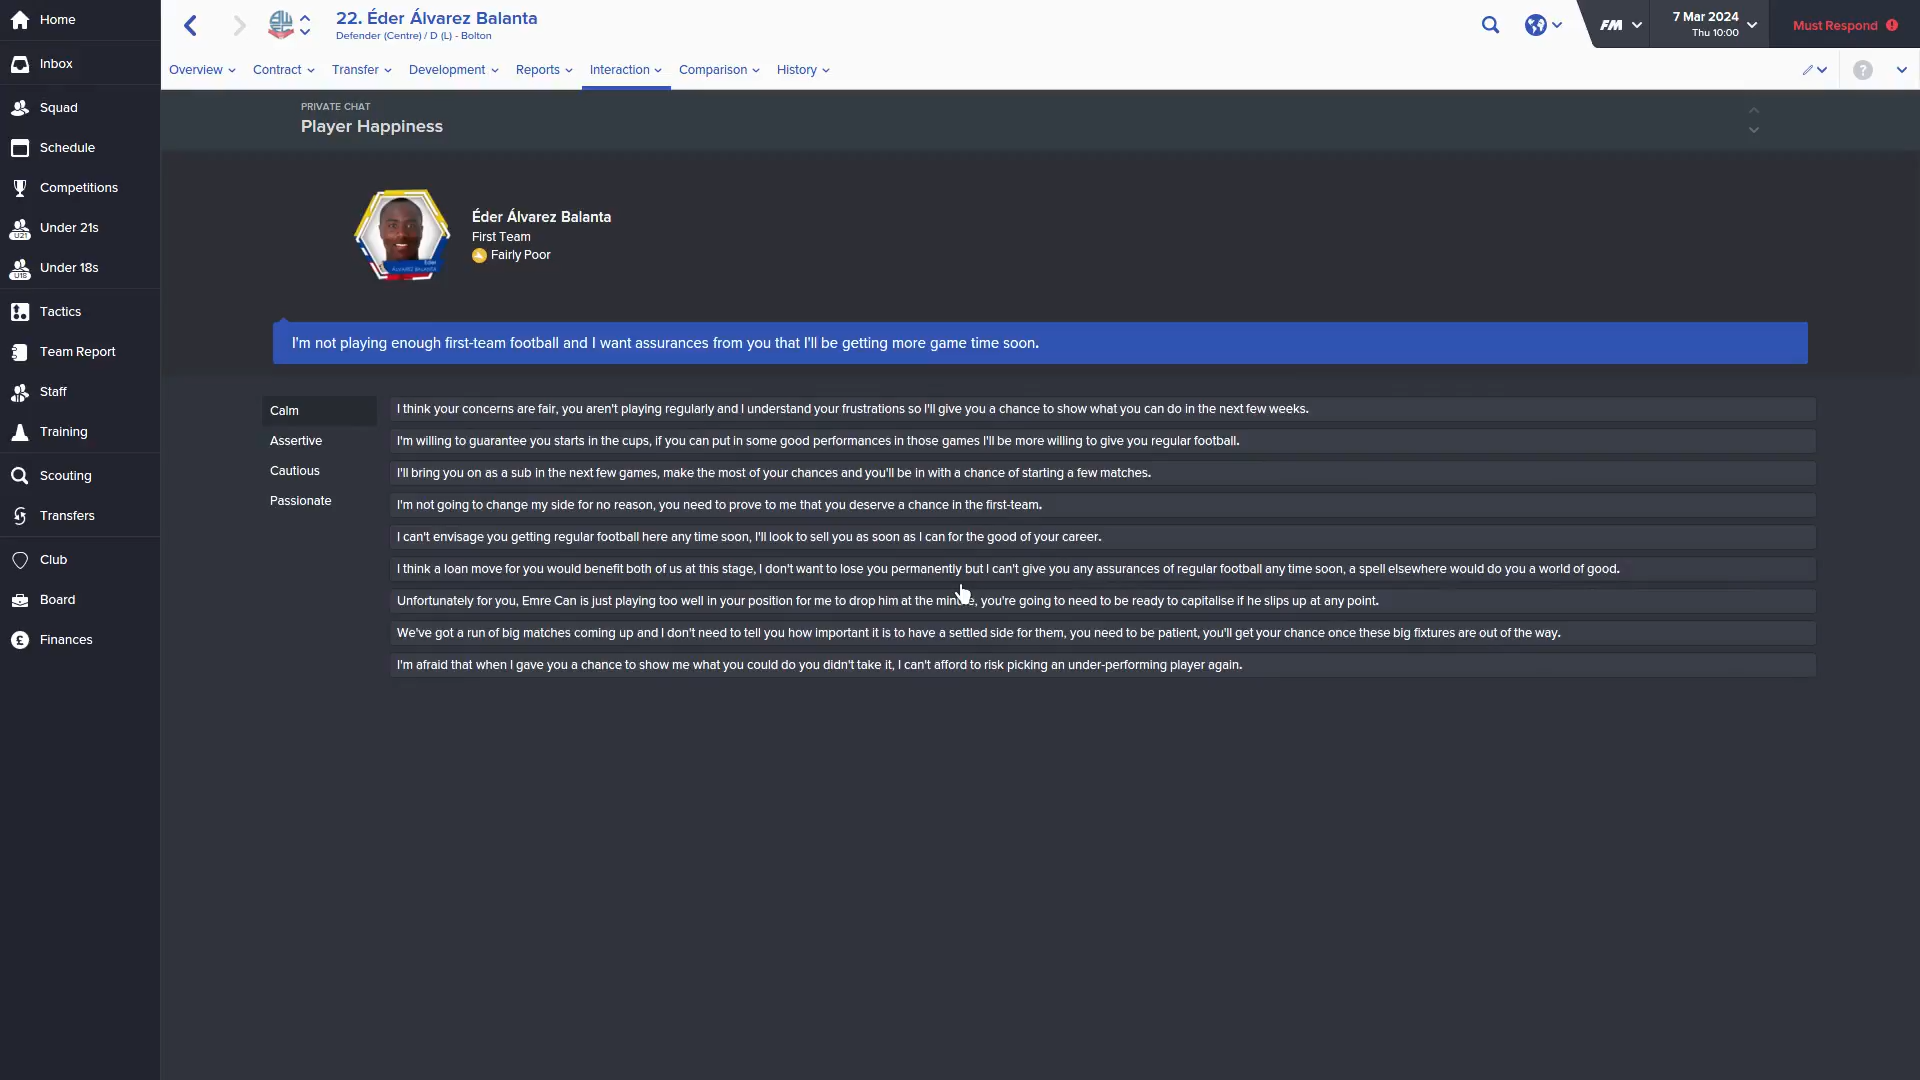 Home
Inbox
Squad
Schedule
Competitions
Under 21s
U21
Under 18s
U18
Tactics
Team Report
Staff
Training
Scouting
Transfers
Club
Board
Finances
22. Éder Álvarez Balanta
Defender (Centre) / D (L) - Bolton
FM
7 Mar 2024
Thu 10:00
Must Respond
Overview
Contract
Transfer
Development
Reports
Interaction
Comparison
History
?
PRIVATE CHAT
Player Happiness
Éder
ÁLVAREZ BALANTA
Éder Álvarez Balanta
First Team
Fairly Poor
I'm not playing enough first-team football and I want assurances from you that I'll be getting more game time soon.
Calm
Assertive
Cautious
Passionate
I think your concerns are fair, you aren't playing regularly and I understand your frustrations so I'll give you a chance to show what you can do in the next few weeks.
I'm willing to guarantee you starts in the cups, if you can put in some good performances in those games I'll be more willing to give you regular football.
I'll bring you on as a sub in the next few games, make the most of your chances and you'll be in with a chance of starting a few matches.
I'm not going to change my side for no reason, you need to prove to me that you deserve a chance in the first-team.
I can't envisage you getting regular football here any time soon, I'll look to sell you as soon as I can for the good of your career.
I think a loan move for you would benefit both of us at this stage, I don't want to lose you permanently but I can't give you any assurances of regular football any time soon, a spell elsewhere would do you a world of good.
Unfortunately for you, Emre Can is just playing too well in your position for me to drop him at the minute, you're going to need to be ready to capitalise if he slips up at any point.
We've got a run of big matches coming up and I don't need to tell you how important it is to have a settled side for them, you need to be patient, you'll get your chance once these big fixtures are out of the way.
I'm afraid that when I gave you a chance to show me what you could do you didn't take it, I can't afford to risk picking an under-performing player again.